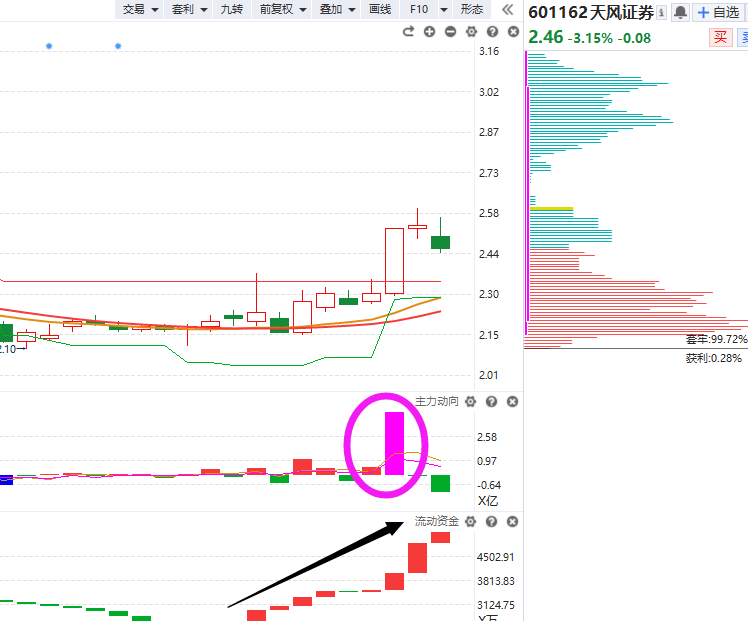 交易 套利 九转 前复权 叠加 画线 F10 形态
601162天风证券
自选
2.46 -3.15% -0.08
买 卖
3.16
3.02
2.87
2.73
2.58
2.44
2.30
2.15
2.01
2.10
套牢:99.72%
获利:0.28%
主力动向
2.58
0.97
-0.64
X亿
流动资金
4502.91
3813.83
3124.75
X万